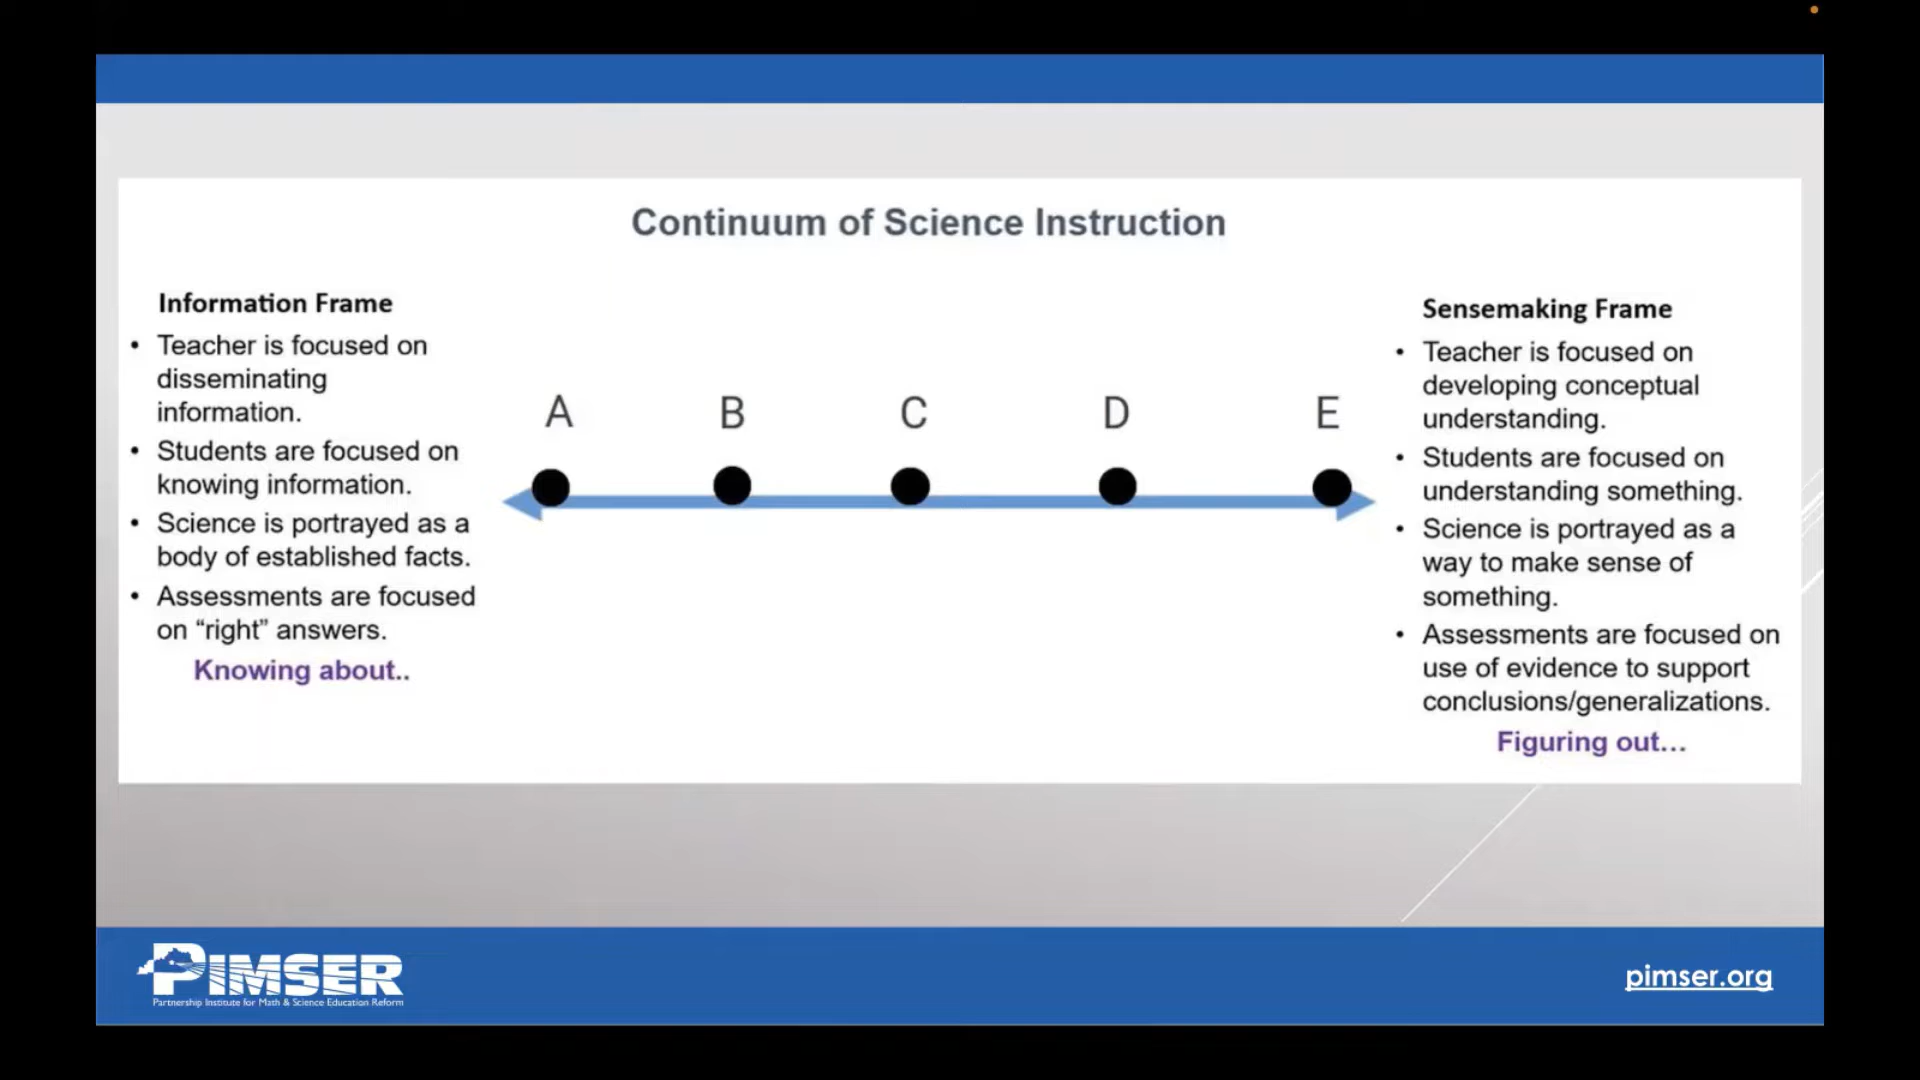 Continuum of Science Instruction
Information Frame
• Teacher is focused on
disseminating
information.
• Students are focused on
knowing information.
• Science is portrayed as a
body of established facts.
• Assessments are focused
on “right” answers.
Knowing about..
A B C D E
Sensemaking Frame
• Teacher is focused on
developing conceptual
understanding.
• Students are focused on
understanding something.
• Science is portrayed as a
way to make sense of
something.
• Assessments are focused on
use of evidence to support
conclusions/generalizations.
Figuring out…
PIMSER
Partnership Institute for Math & Science Education Reform
pimser.org